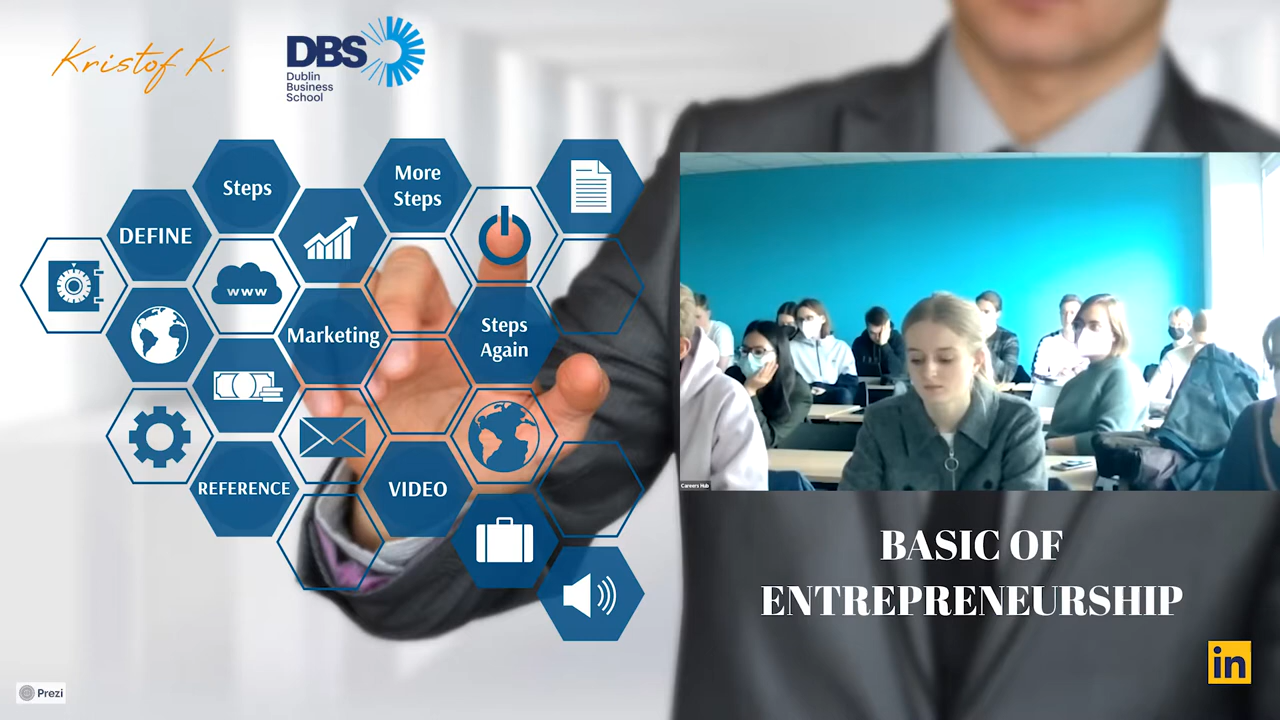 Kristof K.
DBS
Dublin
Business
School
Steps
More
Steps
DEFINE
www
Marketing
Steps
Again
REFERENCE
VIDEO
Careers Hub
BASIC OF
ENTREPRENEURSHIP
in
Prezi